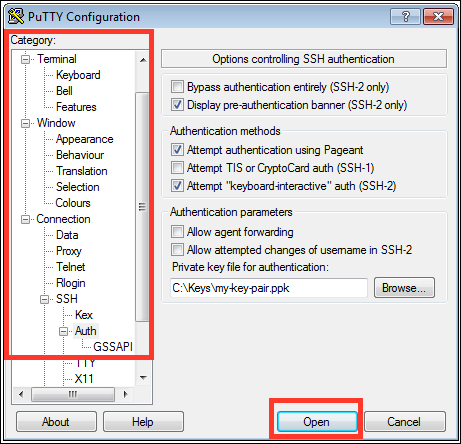 PuTTY Configuration
Category:
Terminal
Keyboard
Bell
Features
Window
Appearance
Behaviour
Translation
Selection
Colours
Connection
Data
Proxy
Telnet
Rlogin
SSH
Kex
Auth
GSSAPI
TTY
X11
Options controlling SSH authentication
Bypass authentication entirely (SSH-2 only)
Display pre-authentication banner (SSH-2 only)
Authentication methods
Attempt authentication using Pageant
Attempt TIS or CryptoCard auth (SSH-1)
Attempt "keyboard-interactive" auth (SSH-2)
Authentication parameters
Allow agent forwarding
Allow attempted changes of username in SSH-2
Private key file for authentication:
C:\Keys\my-key-pair.ppk
Browse...
About
Help
Open
Cancel